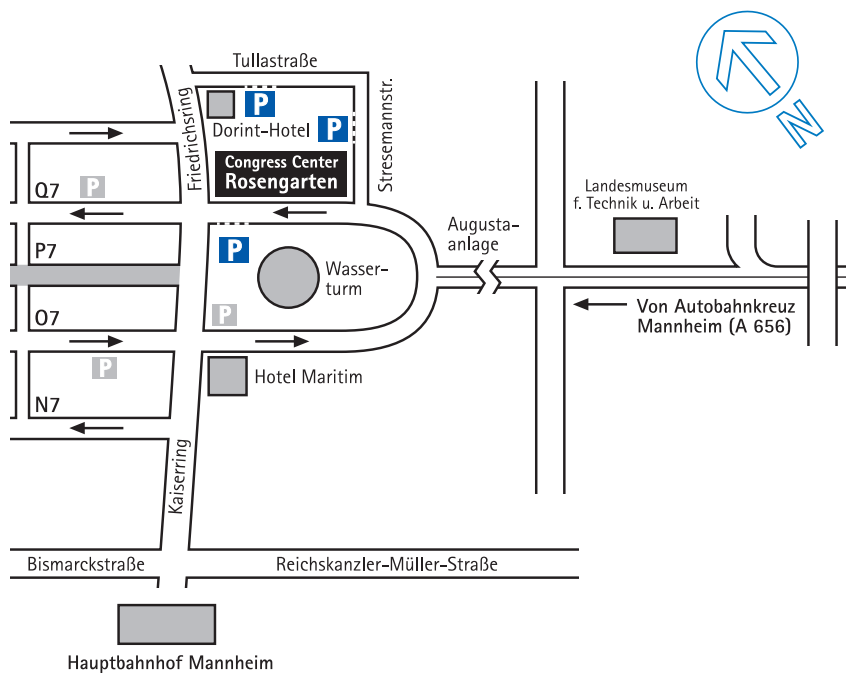 Tullastraße
N
P
P
Dorint-Hotel
Friedrichsring
Stresemannstr.
Congress Center
Rosengarten
Q7
P
Landesmuseum
f. Technik u. Arbeit
Augusta-
anlage
P7
P
Wasser-
turm
O7
P
Von Autobahnkreuz
Mannheim (A 656)
P
Hotel Maritim
N7
Kaiserring
Bismarckstraße
Reichskanzler-Müller-Straße
Hauptbahnhof Mannheim